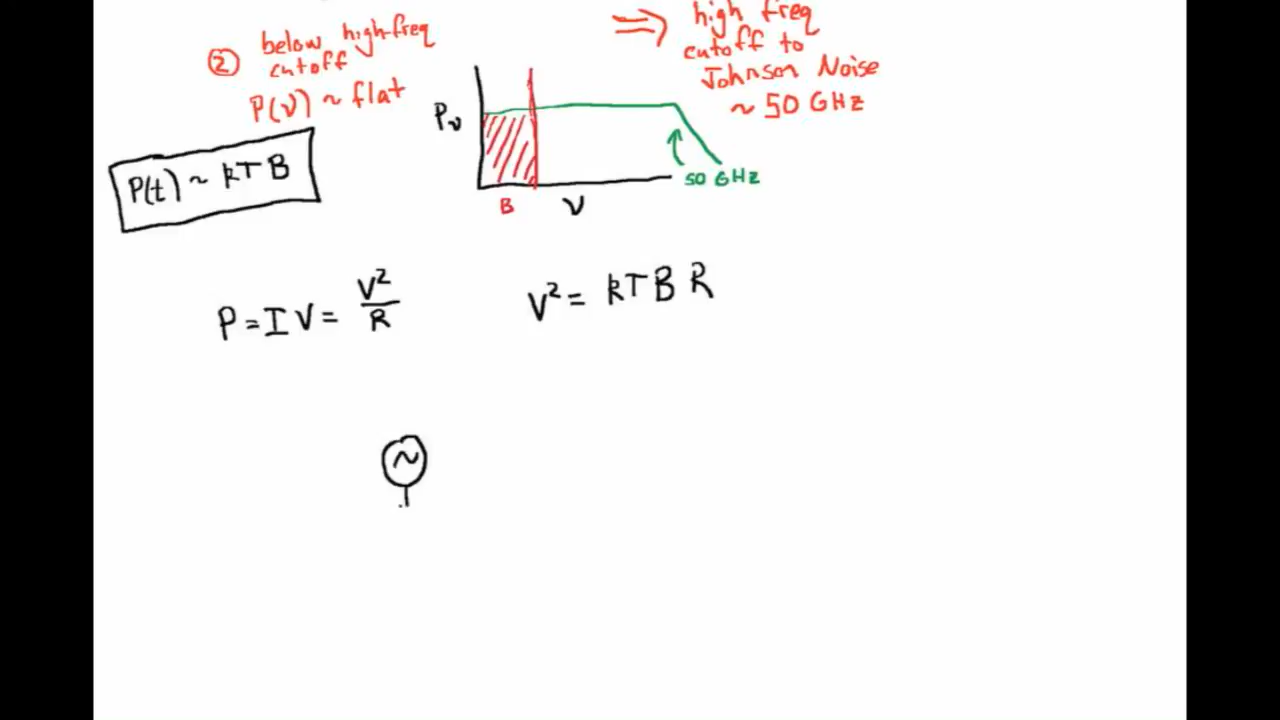 ② below high-freq
cutoff
P(ν) ~ flat
⇒ high freq
cutoff to
Johnson Noise
~ 50 GHz
P(t) ~ kTB
Pν
50 GHz
B
ν
P = IV = V²/R
V² = kTBR
~